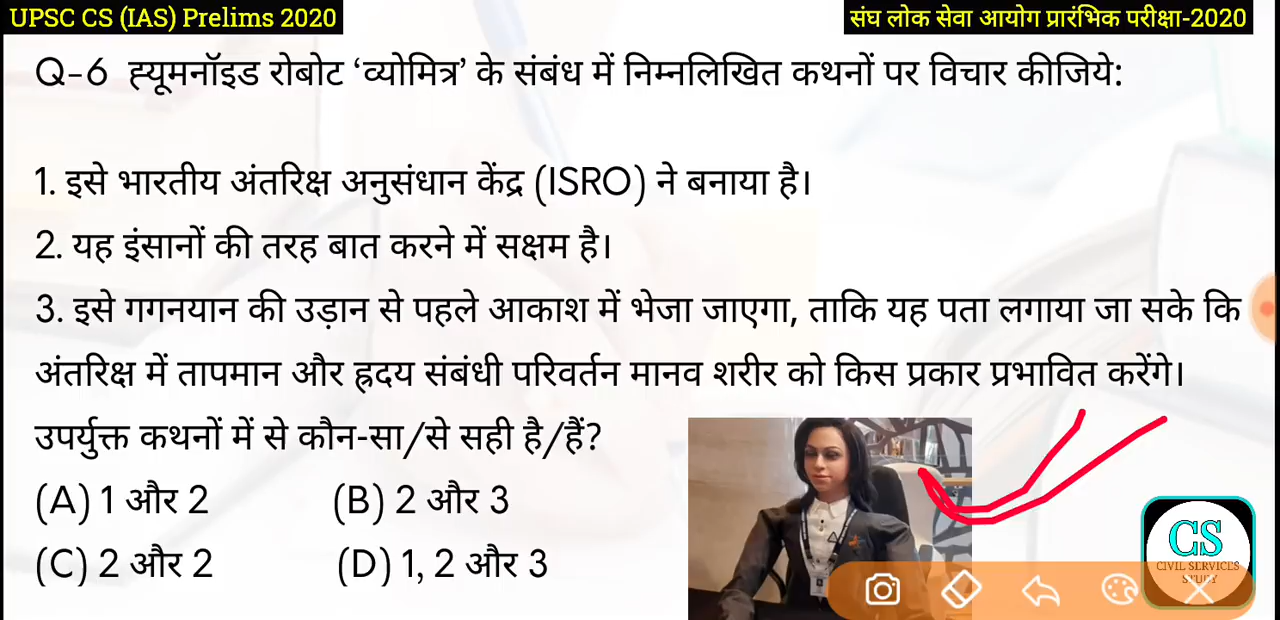 UPSC CS (IAS) Prelims 2020
संघ लोक सेवा आयोग प्रारंभिक परीक्षा-2020
Q-6 ह्यूमनॉइड रोबोट ‘व्योमित्र’ के संबंध में निम्नलिखित कथनों पर विचार कीजिये:
1. इसे भारतीय अंतरिक्ष अनुसंधान केंद्र (ISRO) ने बनाया है।
2. यह इंसानों की तरह बात करने में सक्षम है।
3. इसे गगनयान की उड़ान से पहले आकाश में भेजा जाएगा, ताकि यह पता लगाया जा सके कि
अंतरिक्ष में तापमान और ह्रदय संबंधी परिवर्तन मानव शरीर को किस प्रकार प्रभावित करेंगे।
उपर्युक्त कथनों में से कौन-सा/से सही है/हैं?
(A) 1 और 2 (B) 2 और 3
(C) 2 और 2 (D) 1, 2 और 3
CS
CIVIL SERVICES
STUDY